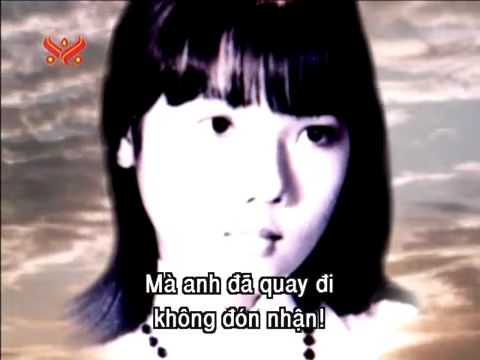 Mà anh đã quay đi
không đón nhận!